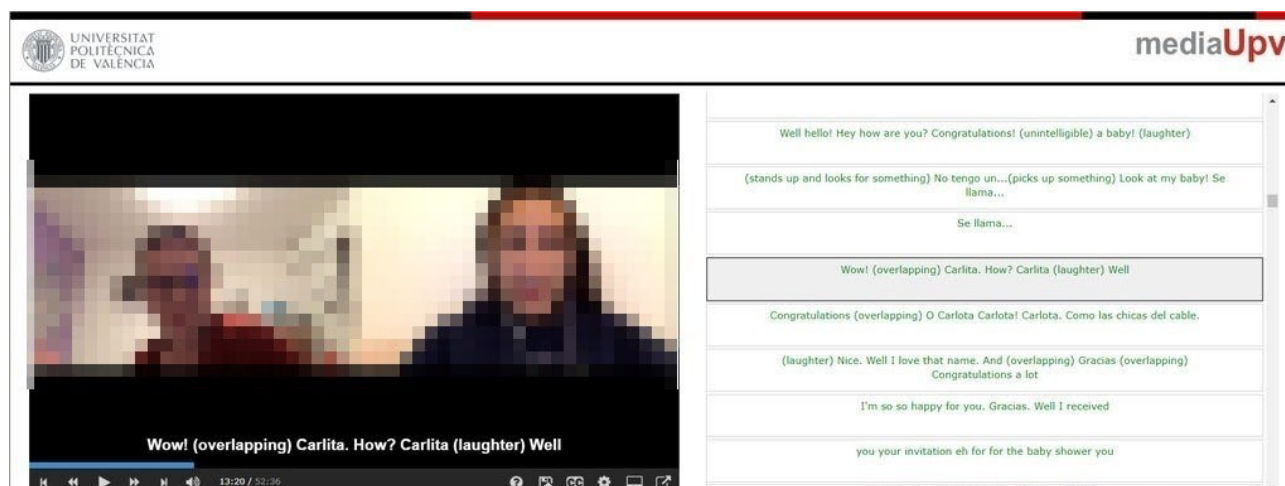 UNIVERSITAT
POLITÈCNICA
DE VALÈNCIA
mediaUpv
Well hello! Hey how are you? Congratulations! (unintelligible) a baby! (laughter)
(stands up and looks for something) No tengo un...(picks up something) Look at my baby! Se
llama...
Se llama...
Wow! (overlapping) Carlita. How? Carlita (laughter) Well
Congratulations (overlapping) O Carlota Carlota! Carlota. Como las chicas del cable.
(laughter) Nice. Well I love that name. And (overlapping) Gracias (overlapping)
Congratulations a lot
I'm so so happy for you. Gracias. Well I received
you your invitation eh for for the baby shower you
Wow! (overlapping) Carlita. How? Carlita (laughter) Well
13:20 / 52:36
CC